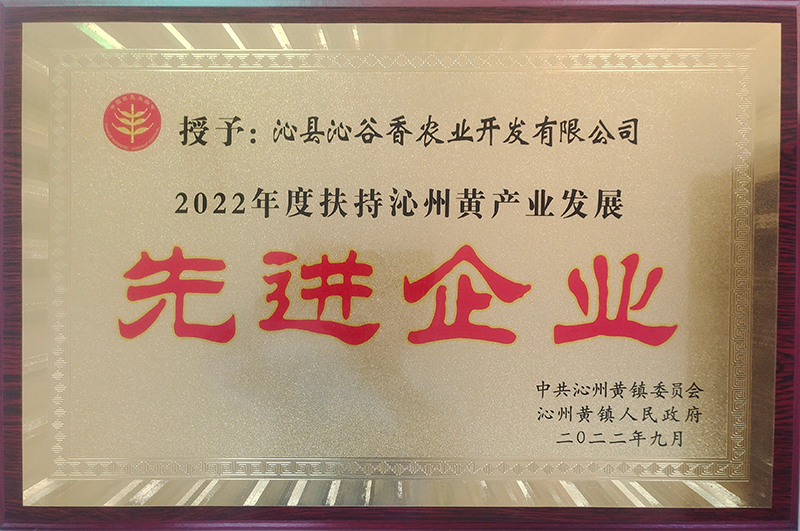 授予：沁县沁谷香农业开发有限公司
2022年度扶持沁州黄产业发展
先进企业
中共沁州黄镇委员会
沁州黄镇人民政府
二〇二二年九月